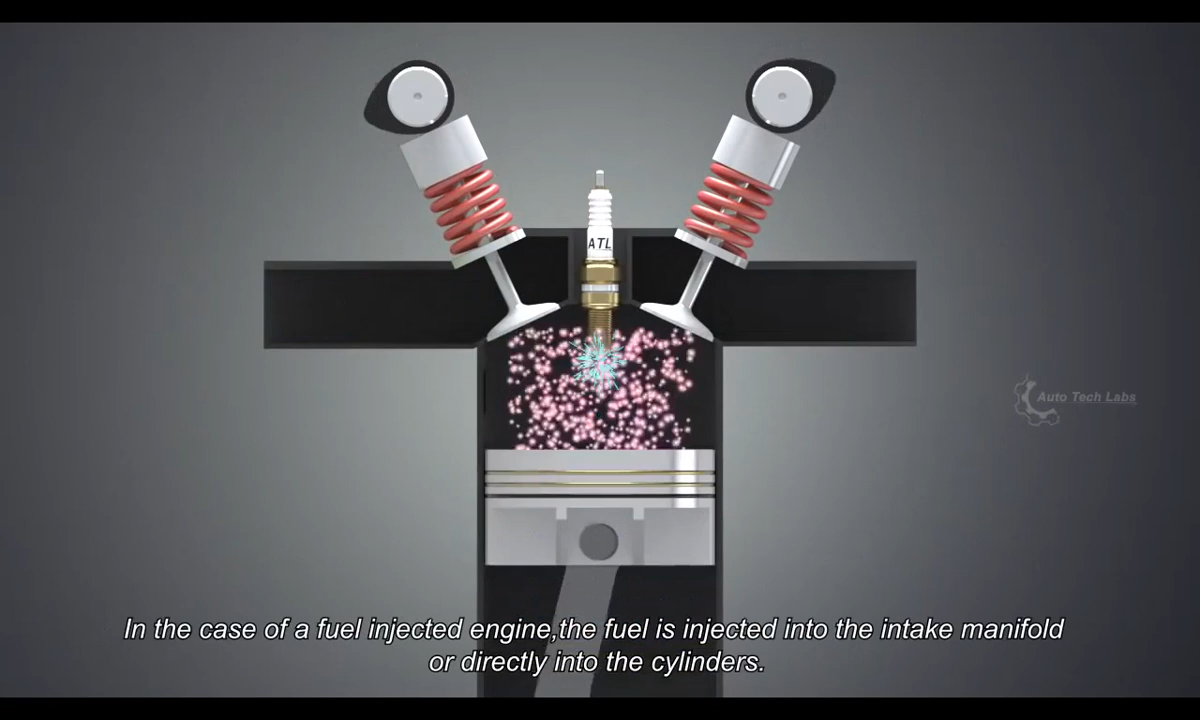 ATL
Auto Tech Labs
In the case of a fuel injected engine,the fuel is injected into the intake manifold
or directly into the cylinders.